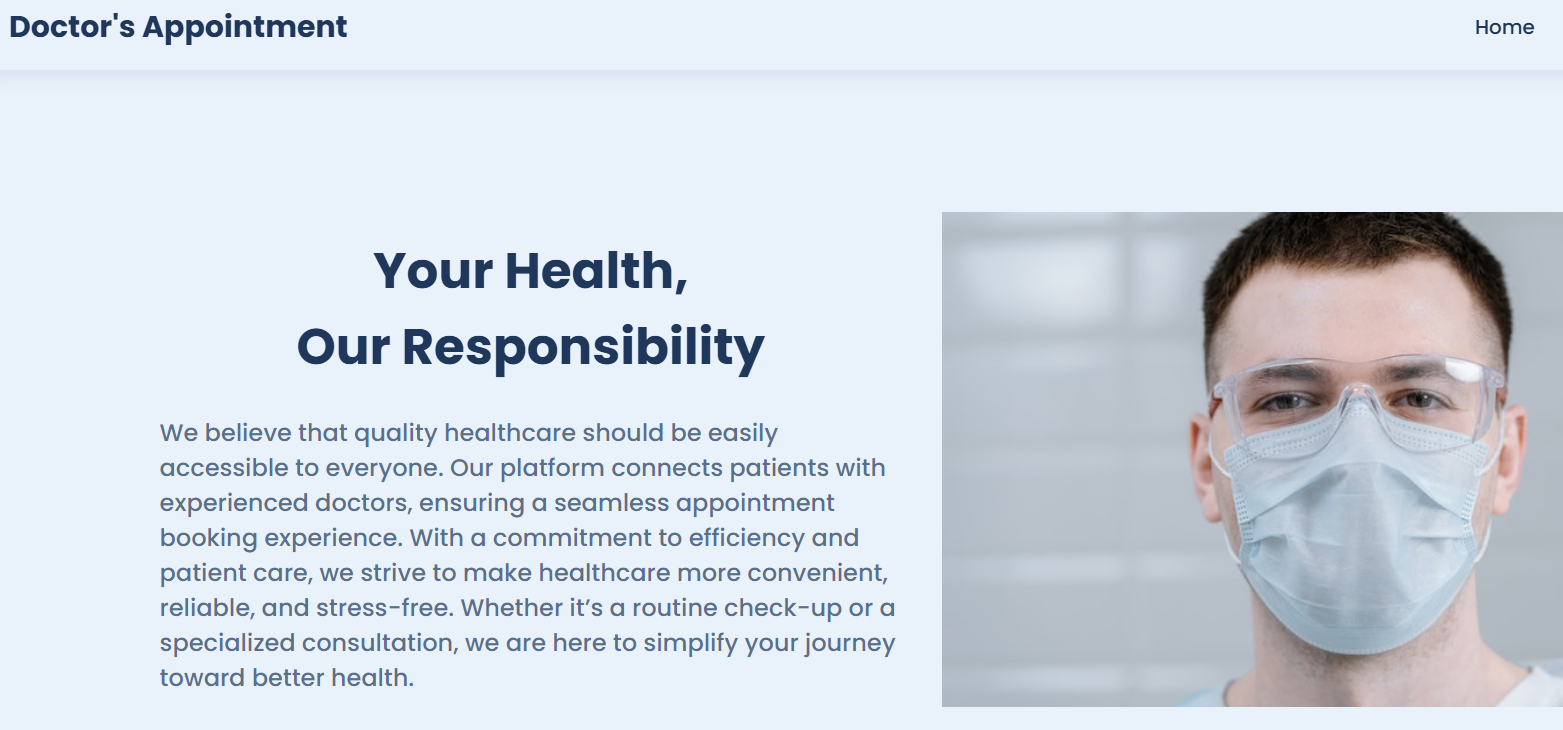 Doctor's Appointment
Home
Your Health,
Our Responsibility
We believe that quality healthcare should be easily
accessible to everyone. Our platform connects patients with
experienced doctors, ensuring a seamless appointment
booking experience. With a commitment to efficiency and
patient care, we strive to make healthcare more convenient,
reliable, and stress-free. Whether it’s a routine check-up or a
specialized consultation, we are here to simplify your journey
toward better health.